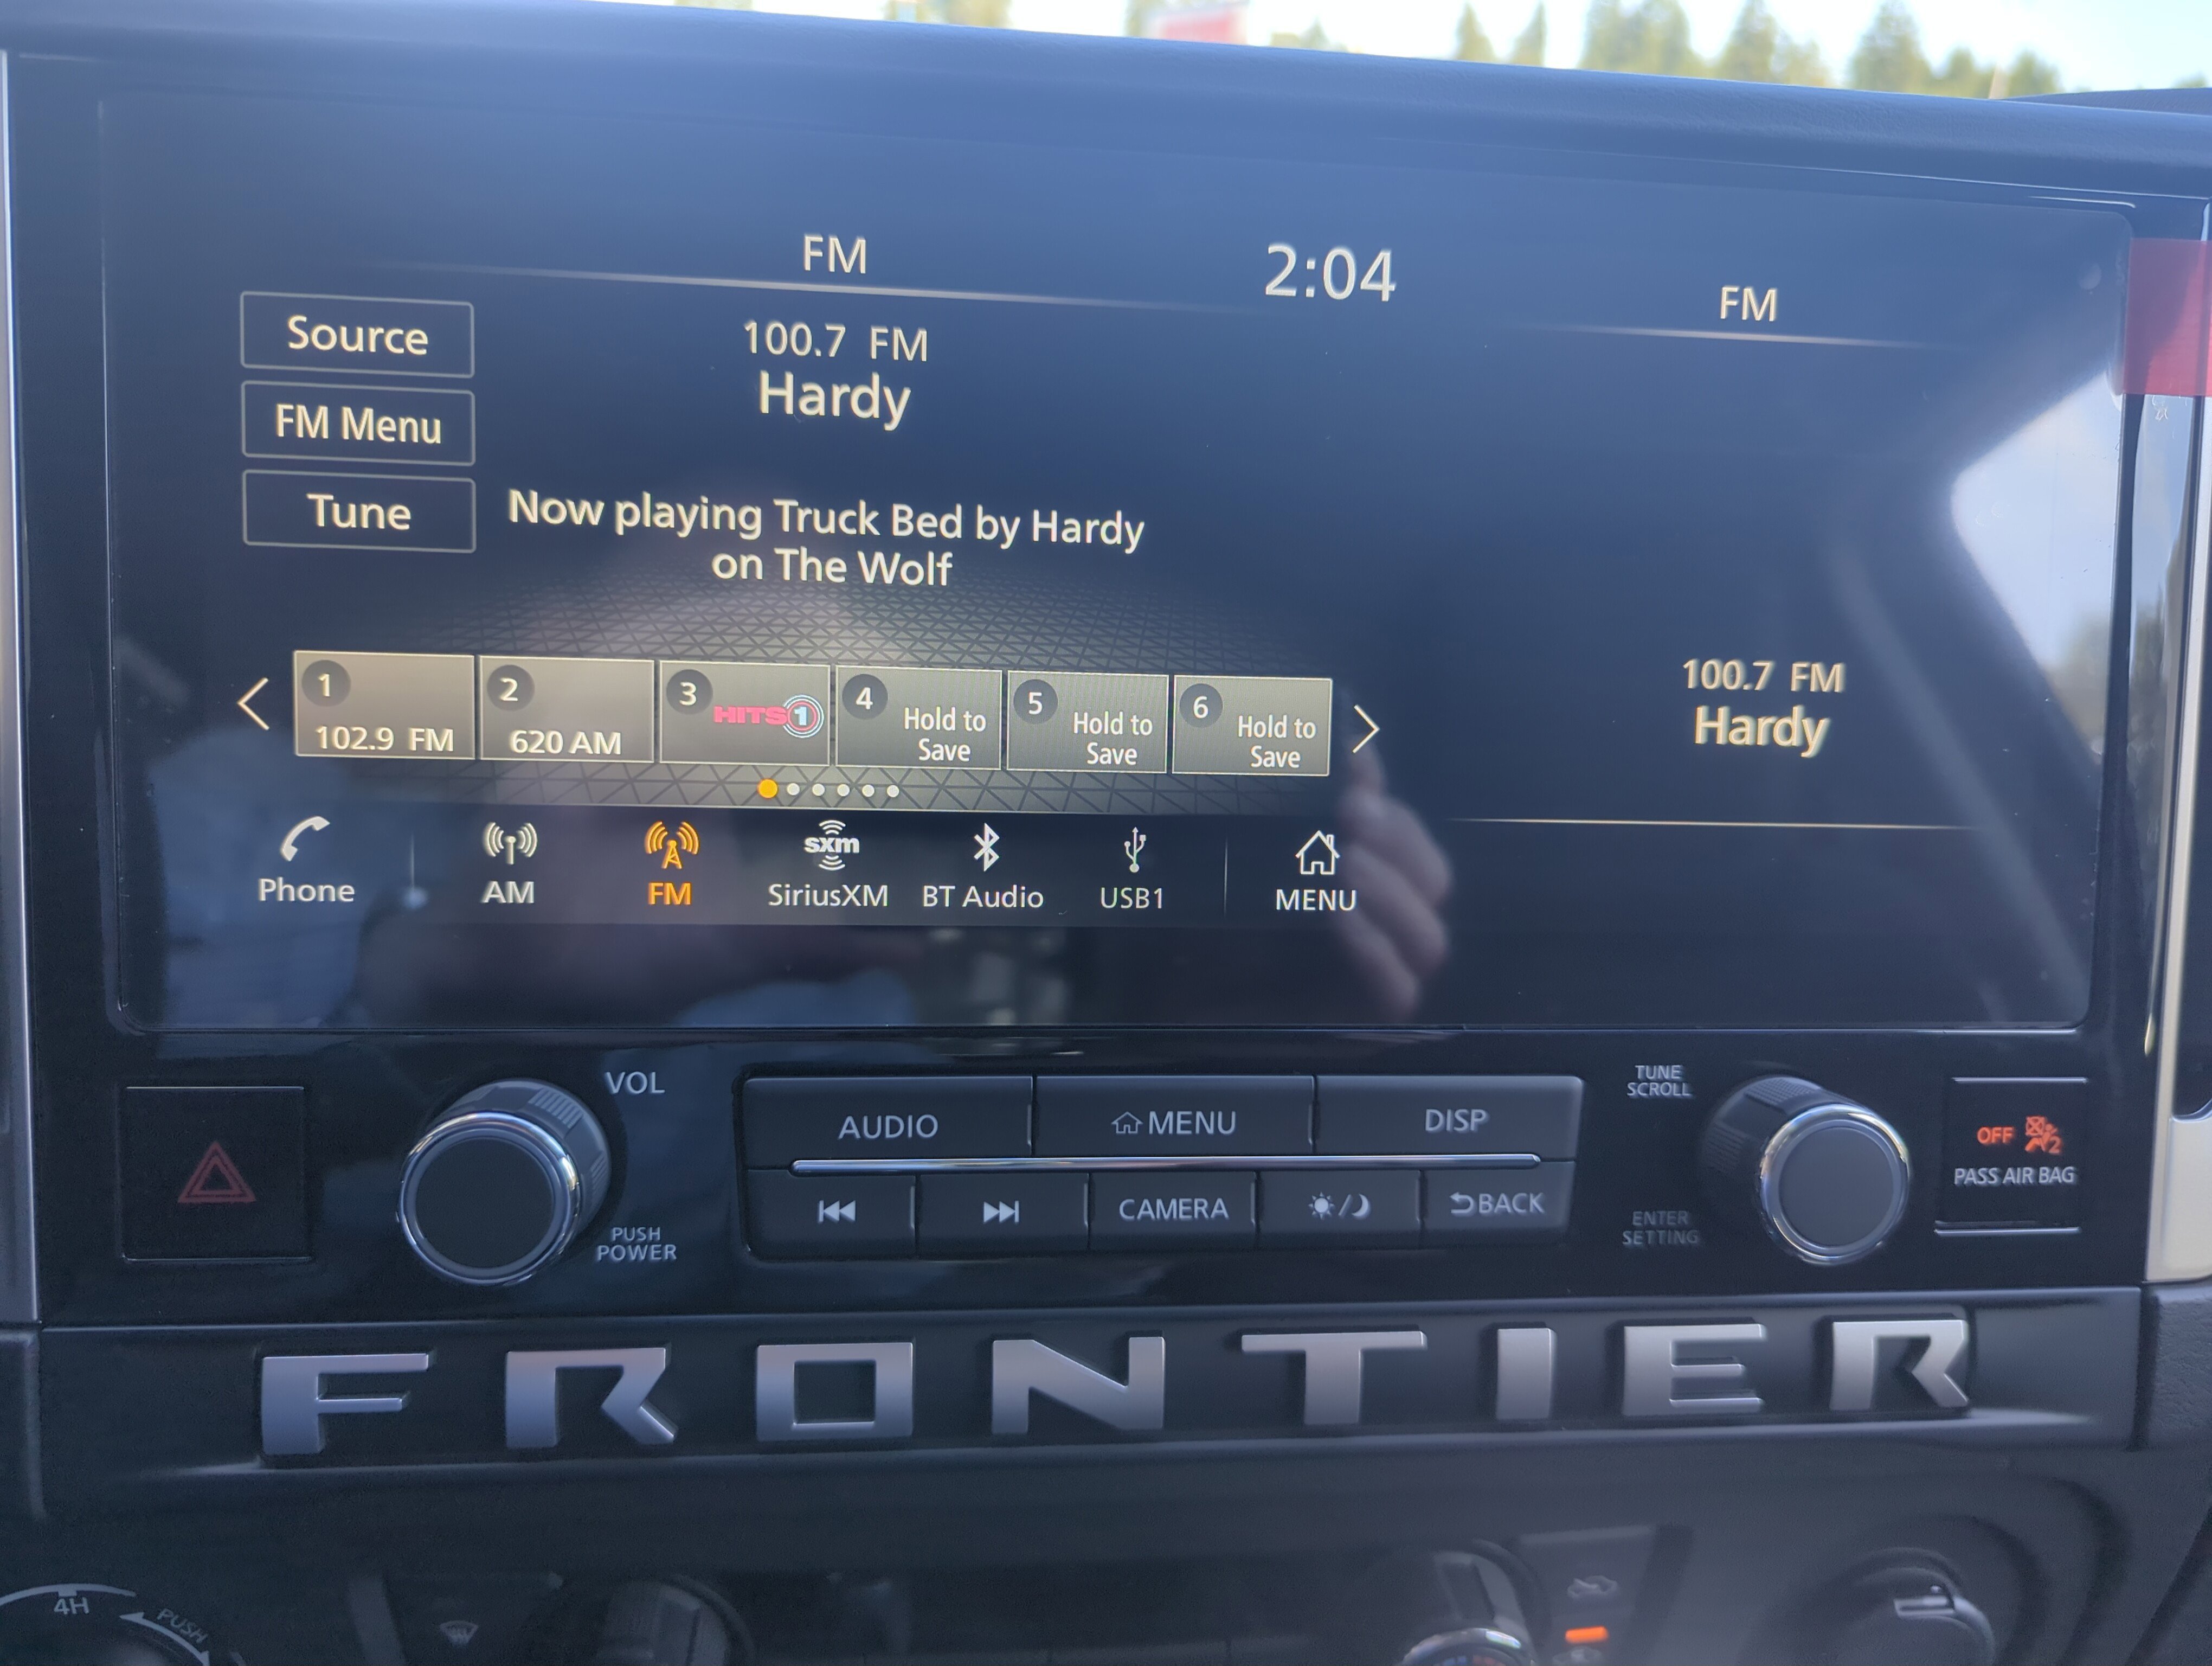 FM
2:04
FM
Source
FM Menu
Tune
100.7 FM
Hardy
Now playing Truck Bed by Hardy
on The Wolf
1
102.9 FM
2
620 AM
3
HITS 1
4
Hold to
Save
5
Hold to
Save
6
Hold to
Save
100.7 FM
Hardy
Phone
AM
FM
sxm
SiriusXM
BT Audio
USB1
MENU
VOL
PUSH
POWER
AUDIO
MENU
DISP
CAMERA
BACK
TUNE
SCROLL
ENTER
SETTING
OFF
2
PASS AIR BAG
FRONTIER
4H
PUSH